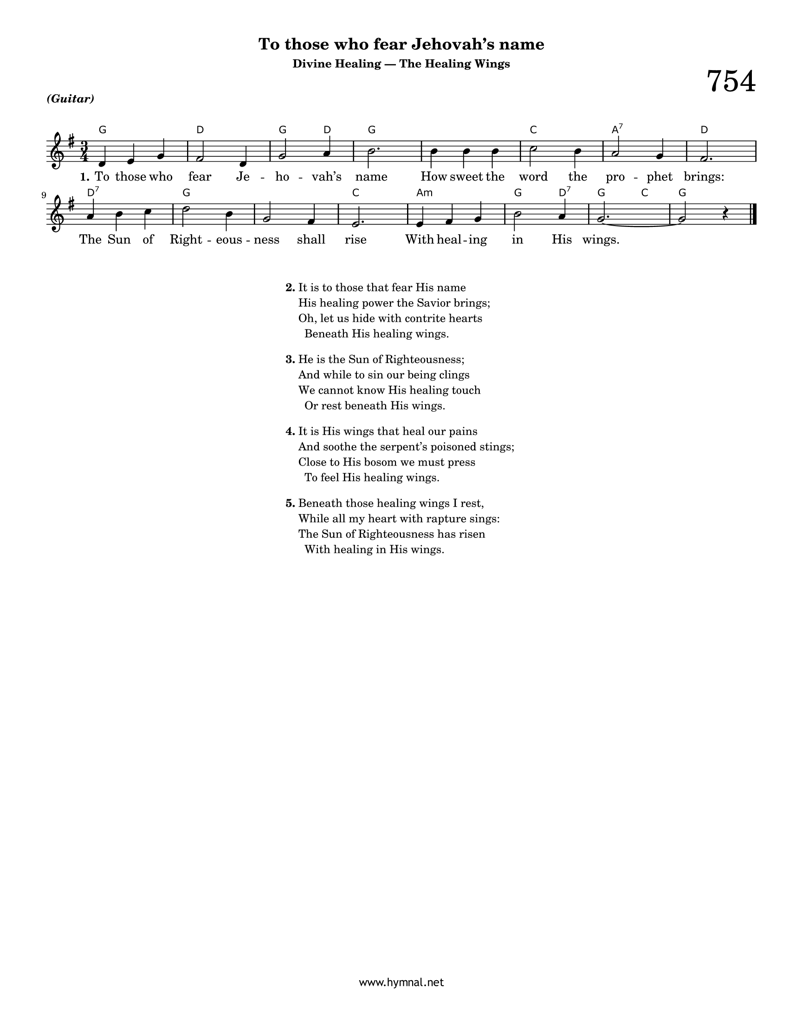 To those who fear Jehovah's name
Divine Healing — The Healing Wings
754
(Guitar)
G D G D G C A7 D
3
4
1. To those who fear Je - ho - vah's name How sweet the word the pro - phet brings:
9 D7 G C Am G D7 G C G
The Sun of Right - eous - ness shall rise With heal - ing in His wings.
2. It is to those that fear His name
His healing power the Savior brings;
Oh, let us hide with contrite hearts
Beneath His healing wings.
3. He is the Sun of Righteousness;
And while to sin our being clings
We cannot know His healing touch
Or rest beneath His wings.
4. It is His wings that heal our pains
And soothe the serpent's poisoned stings;
Close to His bosom we must press
To feel His healing wings.
5. Beneath those healing wings I rest,
While all my heart with rapture sings:
The Sun of Righteousness has risen
With healing in His wings.
www.hymnal.net